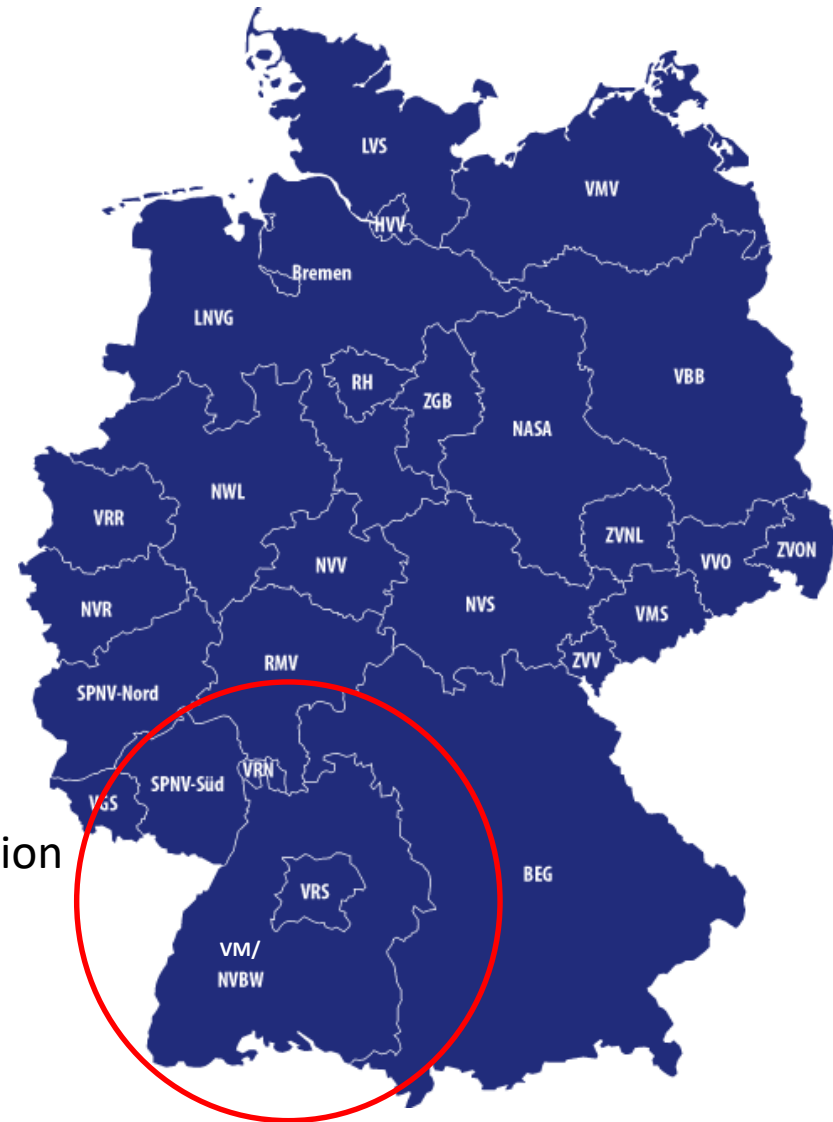 LVS
VMV
HVV
Bremen
LNVG
RH
ZGB
VBB
NASA
NWL
VRR
ZVNL
VVO
ZVON
NVV
NVR
NVS
VMS
RMV
ZVV
SPNV-Nord
VRN
SPNV-Süd
VGS
ion
BEG
VRS
VM/
NVBW